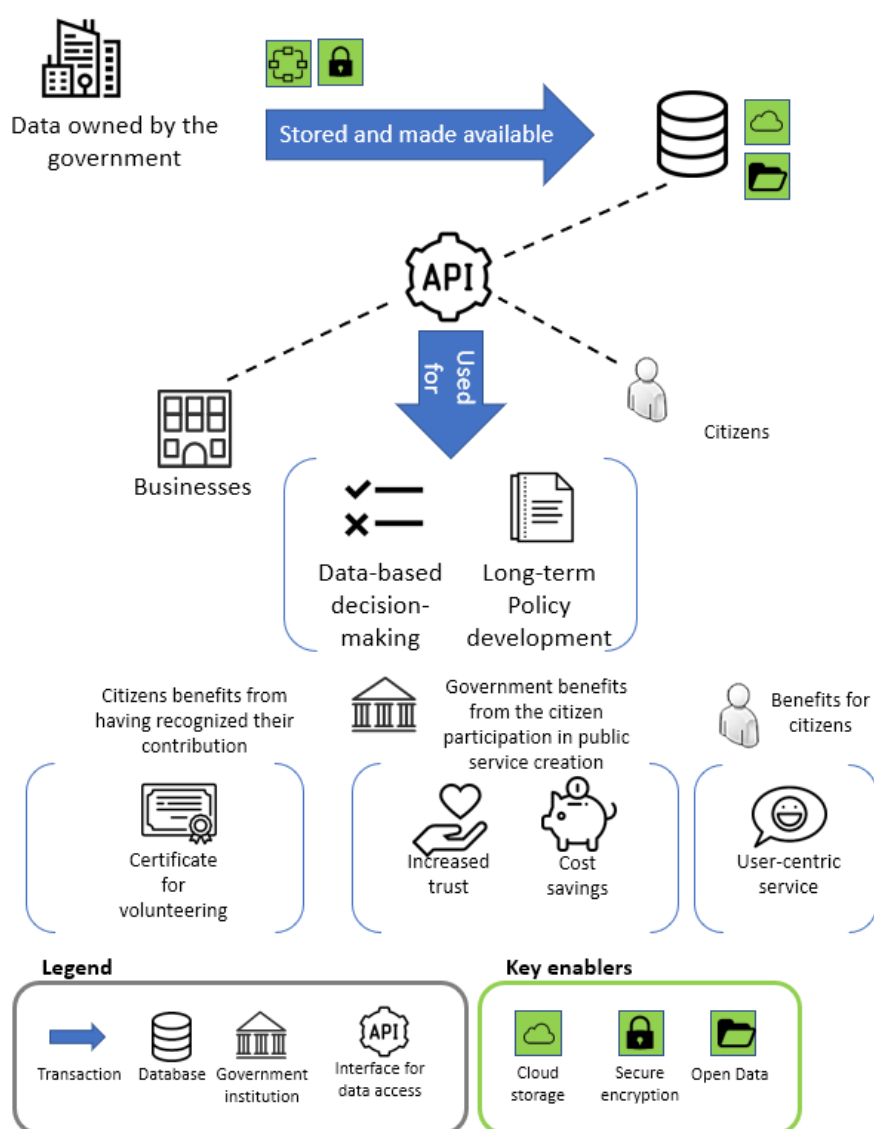 Data owned by the
government
Stored and made available
API
Used
for
Businesses
Citizens
Data-based
decision-
making
Long-term
Policy
development
Citizens benefits from
having recognized their
contribution
Government benefits
from the citizen
participation in public
service creation
Benefits for
citizens
Certificate
for
volunteering
Increased
trust
Cost
savings
User-centric
service
Legend
Transaction
Database
Government
institution
API
Interface for
data access
Key enablers
Cloud
storage
Secure
encryption
Open Data